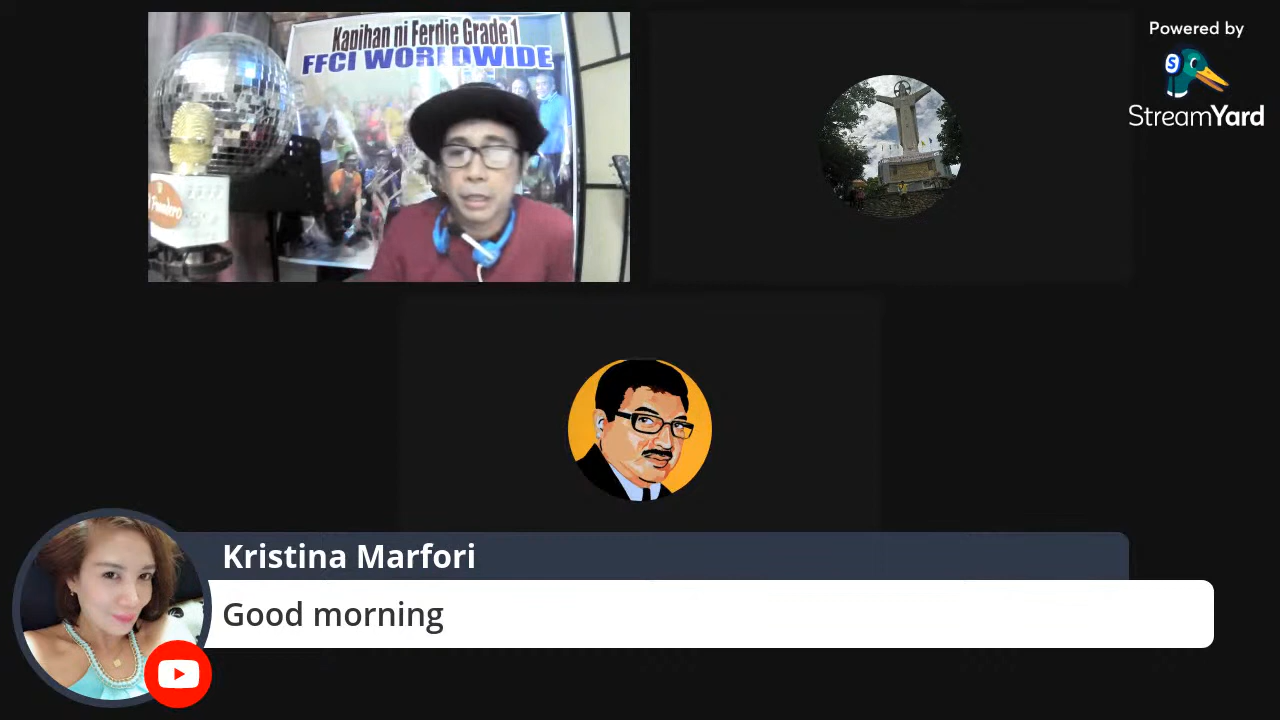 Kapihan ni Ferdie Grade 1
FFCI WORLDWIDE
Powered by
StreamYard
Kristina Marfori
Good morning